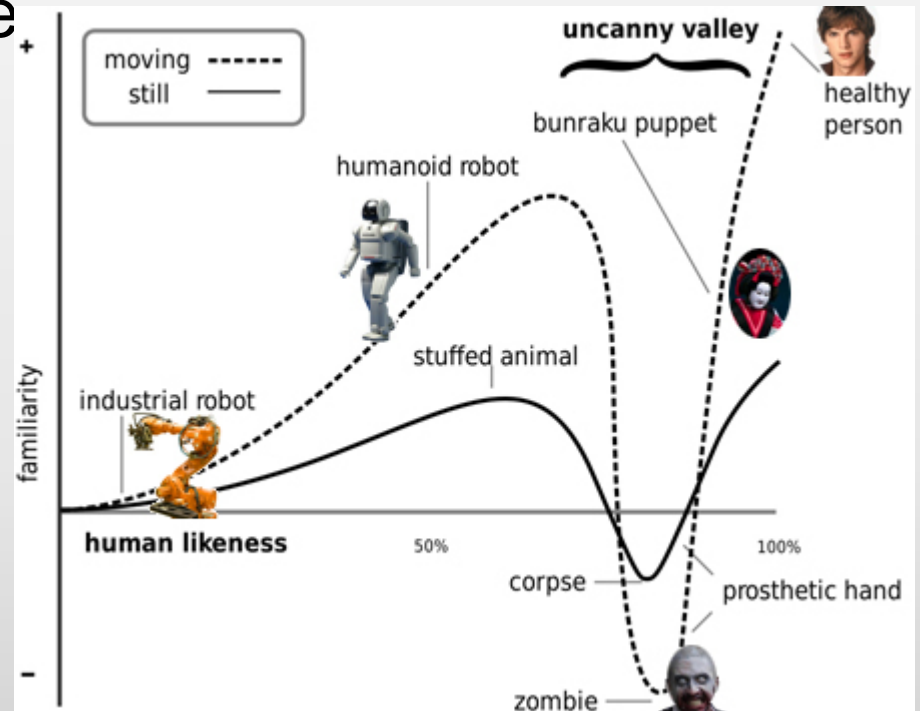 e
+
uncanny valley
moving
still
healthy
person
bunraku puppet
humanoid robot
stuffed animal
industrial robot
familiarity
human likeness
50%
100%
corpse
prosthetic hand
zombie
–